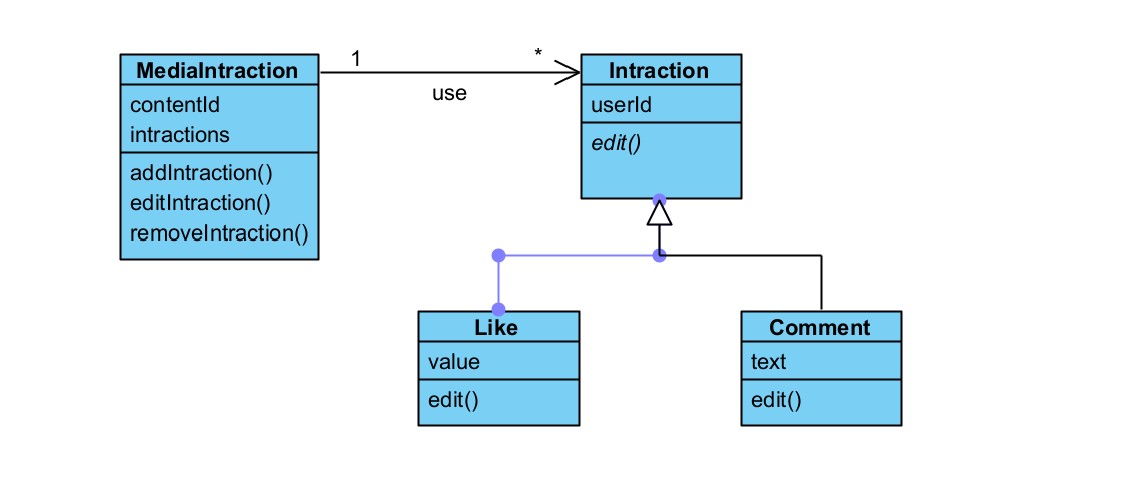 1
*
use
MediaIntraction
contentId
intractions
addIntraction()
editIntraction()
removeIntraction()
Intraction
userId
edit()
Like
value
edit()
Comment
text
edit()